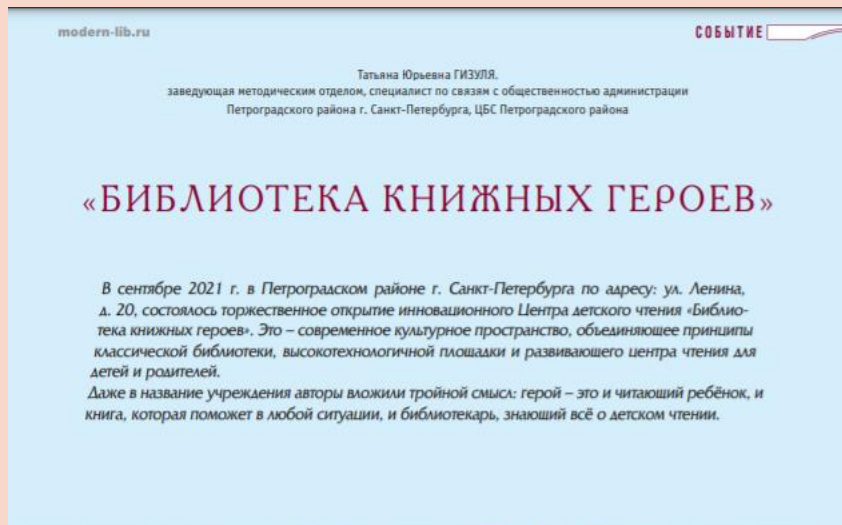 modern-lib.ru
СОБЫТИЕ
Татьяна Юрьевна ГИЗУЛЯ.
заведующая методическим отделом, специалист по связям с общественностью администрации
Петроградского района г. Санкт-Петербурга, ЦБС Петроградского района
«БИБЛИОТЕКА КНИЖНЫХ ГЕРОЕВ»
В сентябре 2021 г. в Петроградском районе г. Санкт-Петербурга по адресу: ул. Ленина,
д. 20, состоялось торжественное открытие инновационного Центра детского чтения «Библио-
тека книжных героев». Это – современное культурное пространство, объединяющее принципы
классической библиотеки, высокотехнологичной площадки и развивающего центра чтения для
детей и родителей.
Даже в название учреждения авторы вложили тройной смысл: герой – это и читающий ребёнок, и
книга, которая поможет в любой ситуации, и библиотекарь, знающий всё о детском чтении.